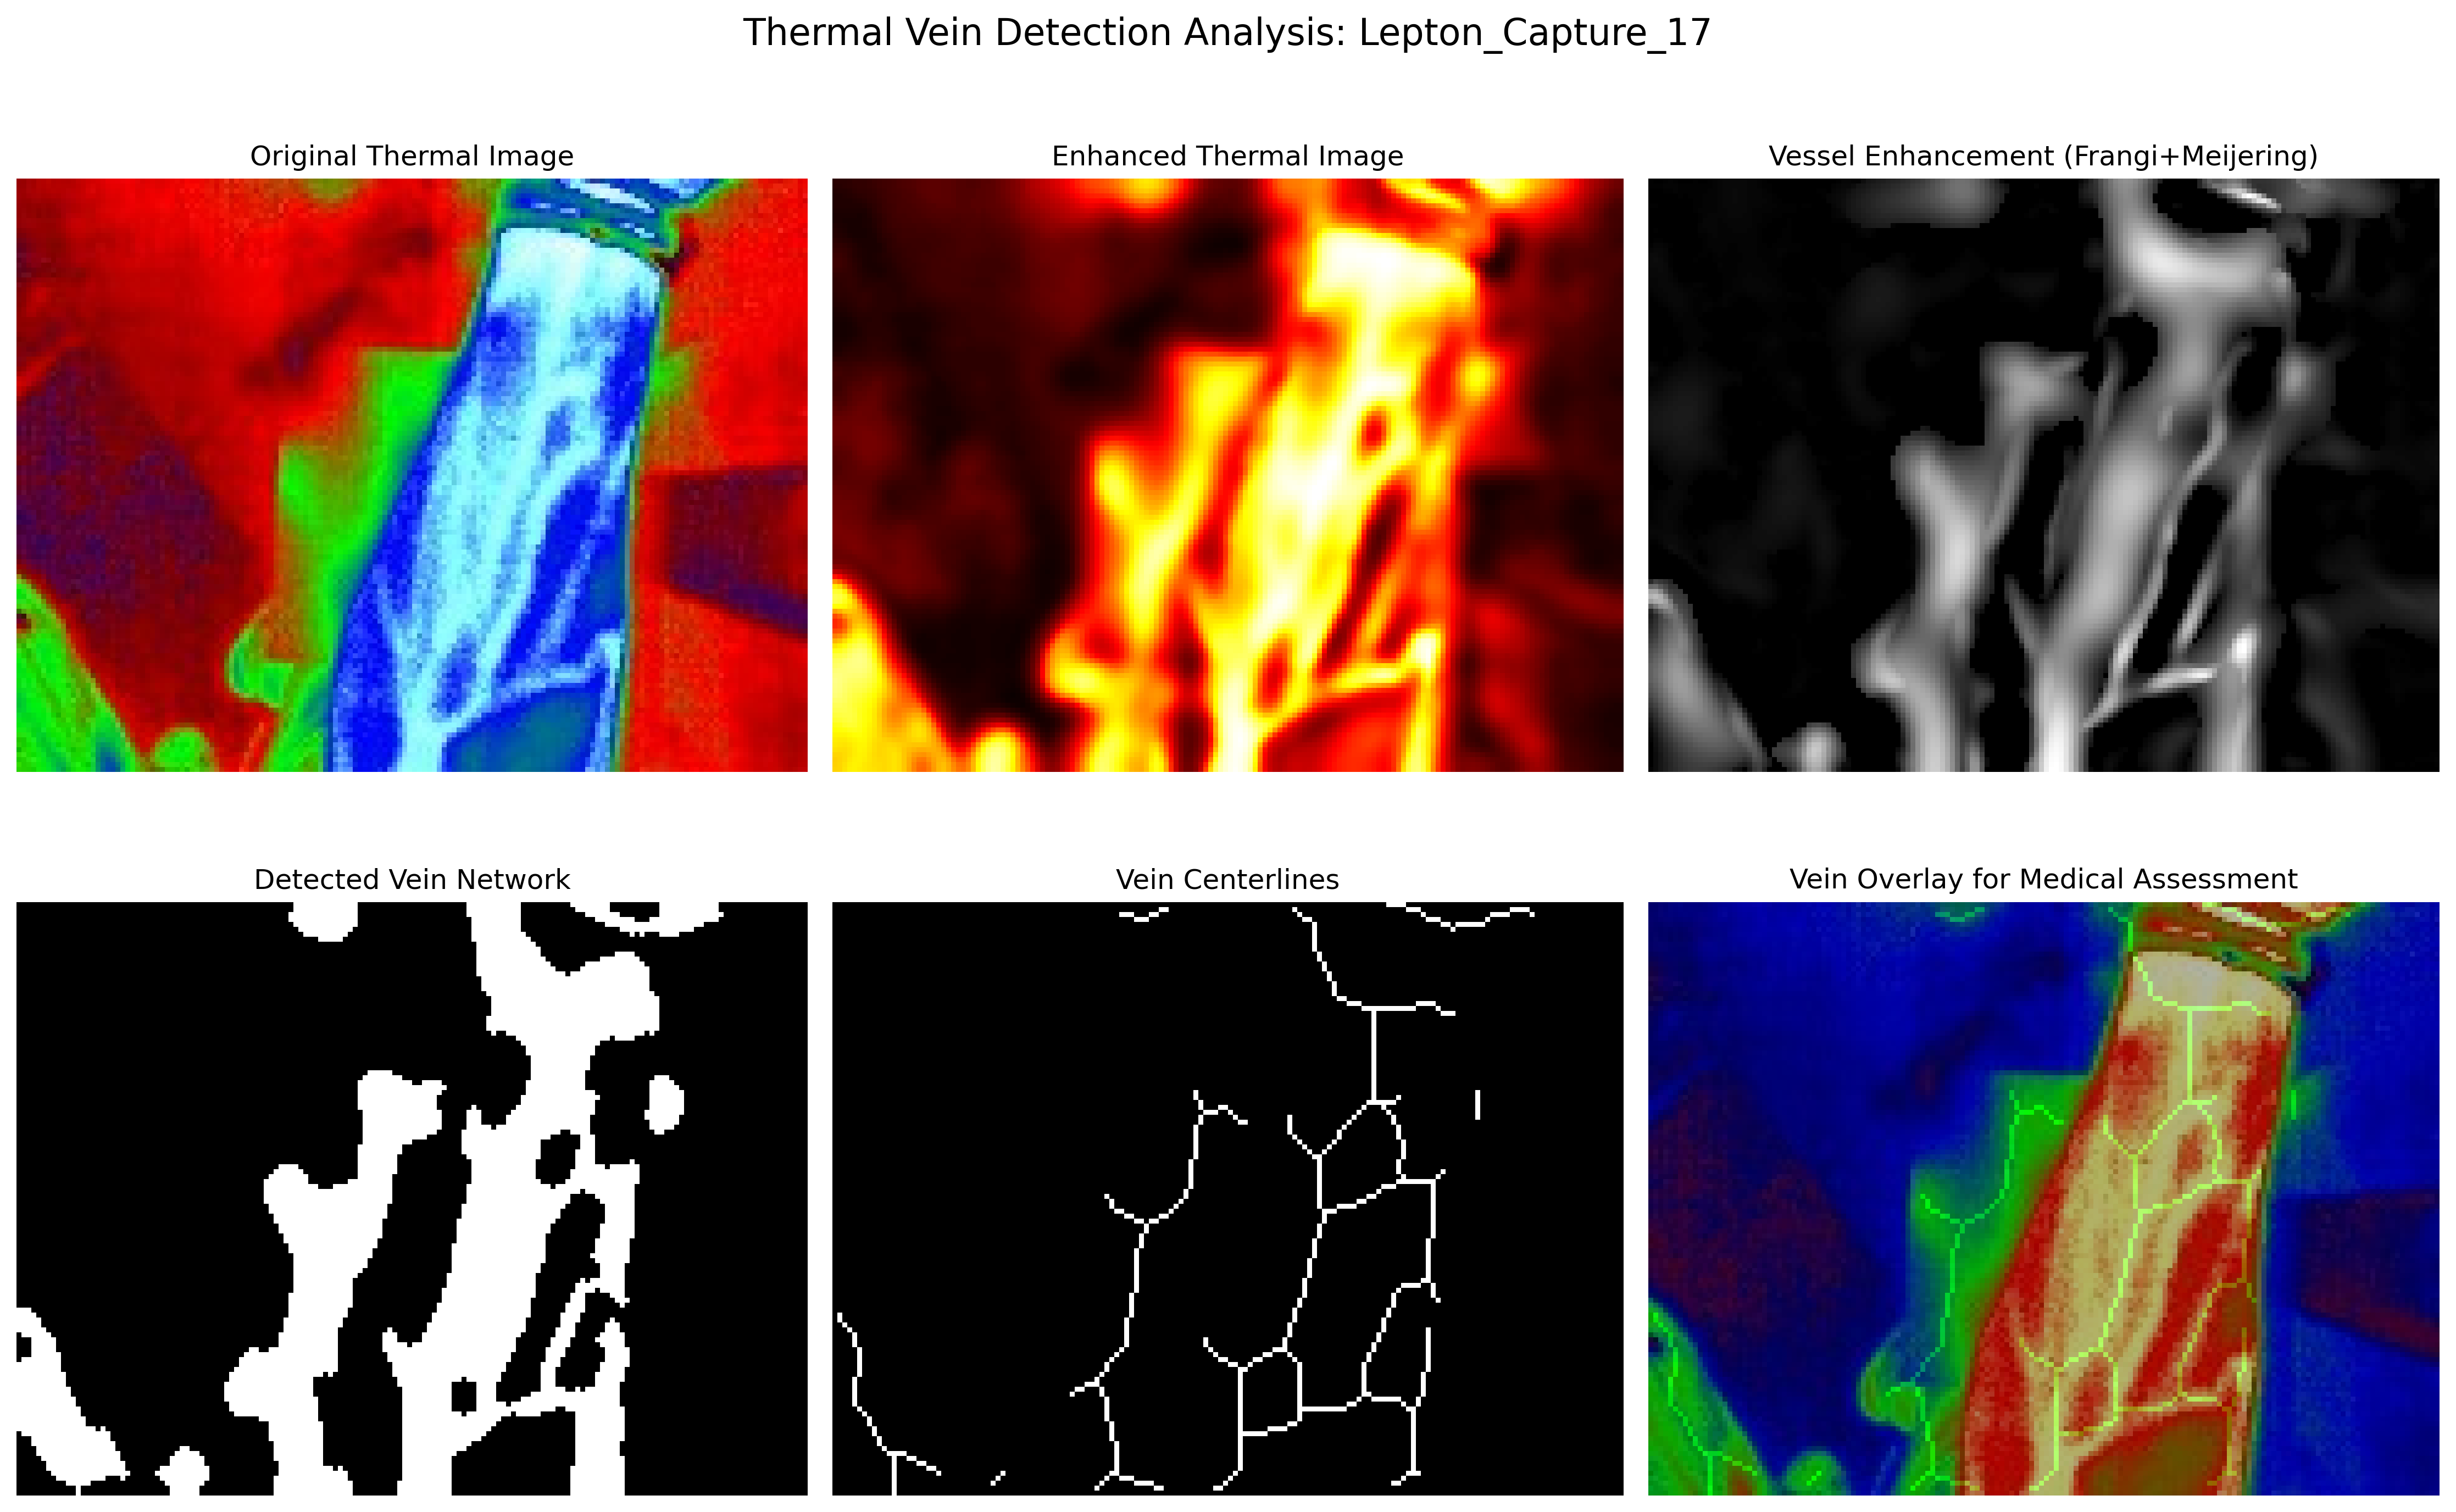 Thermal Vein Detection Analysis: Lepton_Capture_17
Original Thermal Image
Enhanced Thermal Image
Vessel Enhancement (Frangi+Meijering)
Detected Vein Network
Vein Centerlines
Vein Overlay for Medical Assessment